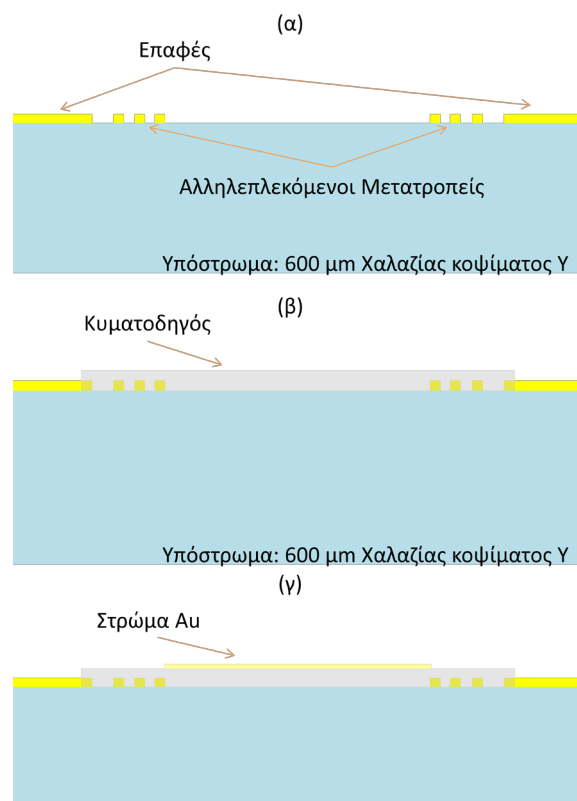 (α)
Επαφές
Αλληλεπλεκόμενοι Μετατροπείς
Υπόστρωμα: 600 μm Χαλαζίας κοψίματος Υ
(β)
Κυματοδηγός
Υπόστρωμα: 600 μm Χαλαζίας κοψίματος Υ
(γ)
Στρώμα Au